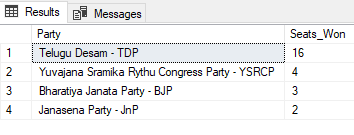 Results Messages
Party Seats_Won
1 Telugu Desam - TDP 16
2 Yuvajana Sramika Rythu Congress Party - YSRCP 4
3 Bharatiya Janata Party - BJP 3
4 Janasena Party - JnP 2